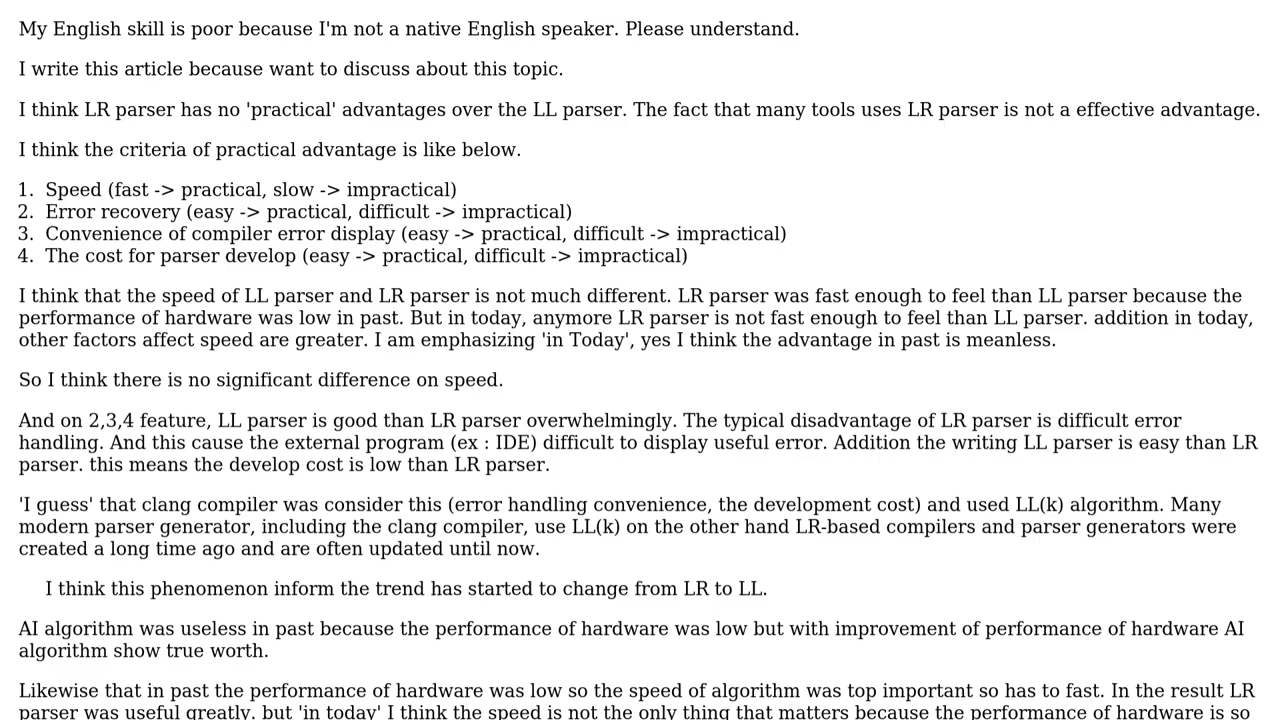 My English skill is poor because I'm not a native English speaker. Please understand.
I write this article because want to discuss about this topic.
I think LR parser has no 'practical' advantages over the LL parser. The fact that many tools uses LR parser is not a effective advantage.
I think the criteria of practical advantage is like below.
1. Speed (fast -> practical, slow -> impractical)
2. Error recovery (easy -> practical, difficult -> impractical)
3. Convenience of compiler error display (easy -> practical, difficult -> impractical)
4. The cost for parser develop (easy -> practical, difficult -> impractical)
I think that the speed of LL parser and LR parser is not much different. LR parser was fast enough to feel than LL parser because the
performance of hardware was low in past. But in today, anymore LR parser is not fast enough to feel than LL parser. addition in today,
other factors affect speed are greater. I am emphasizing 'in Today', yes I think the advantage in past is meanless.
So I think there is no significant difference on speed.
And on 2,3,4 feature, LL parser is good than LR parser overwhelmingly. The typical disadvantage of LR parser is difficult error
handling. And this cause the external program (ex : IDE) difficult to display useful error. Addition the writing LL parser is easy than LR
parser. this means the develop cost is low than LR parser.
'I guess' that clang compiler was consider this (error handling convenience, the development cost) and used LL(k) algorithm. Many
modern parser generator, including the clang compiler, use LL(k) on the other hand LR-based compilers and parser generators were
created a long time ago and are often updated until now.
I think this phenomenon inform the trend has started to change from LR to LL.
AI algorithm was useless in past because the performance of hardware was low but with improvement of performance of hardware AI
algorithm show true worth.
Likewise that in past the performance of hardware was low so the speed of algorithm was top important so has to fast. In the result LR
parser was useful greatly. but 'in today' I think the speed is not the only thing that matters because the performance of hardware is so